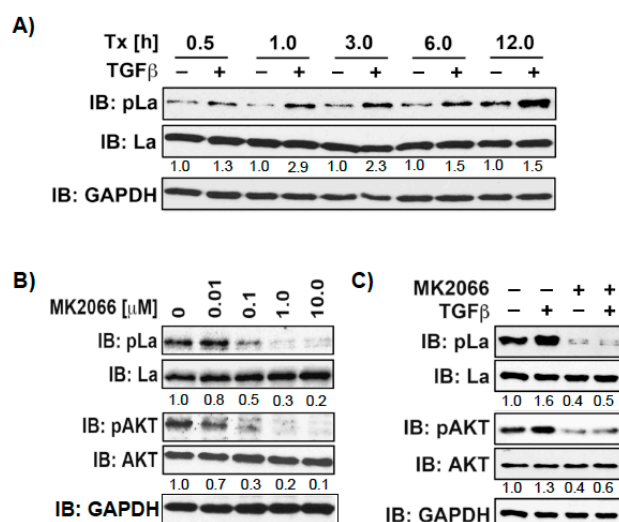 A)
Tx [h] 0.5 1.0 3.0 6.0 12.0
TGFβ – + – + – + – + – +
IB: pLa
IB: La
1.0 1.3 1.0 2.9 1.0 2.3 1.0 1.5 1.0 1.5
IB: GAPDH
B)
MK2066 [μM] 0 0.01 0.1 1.0 10.0
IB: pLa
IB: La
1.0 0.8 0.5 0.3 0.2
IB: pAKT
IB: AKT
1.0 0.7 0.3 0.2 0.1
IB: GAPDH
C)
MK2066 – – + +
TGFβ – + – +
IB: pLa
IB: La
1.0 1.6 0.4 0.5
IB: pAKT
IB: AKT
1.0 1.3 0.4 0.6
IB: GAPDH